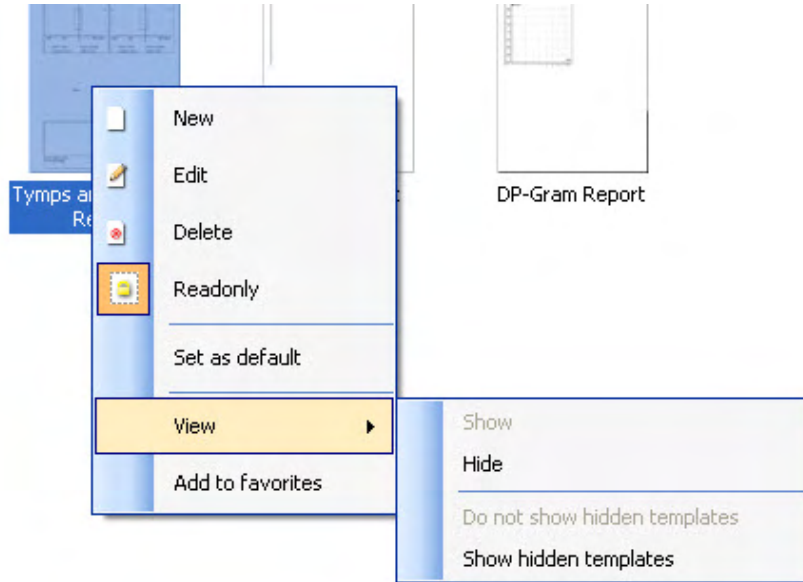 New
Edit
Tymps a
DP-Gram Report
Re
Delete
Readonly
Set as default
View
Show
Hide
Add to favorites
Do not show hidden templates
Show hidden templates